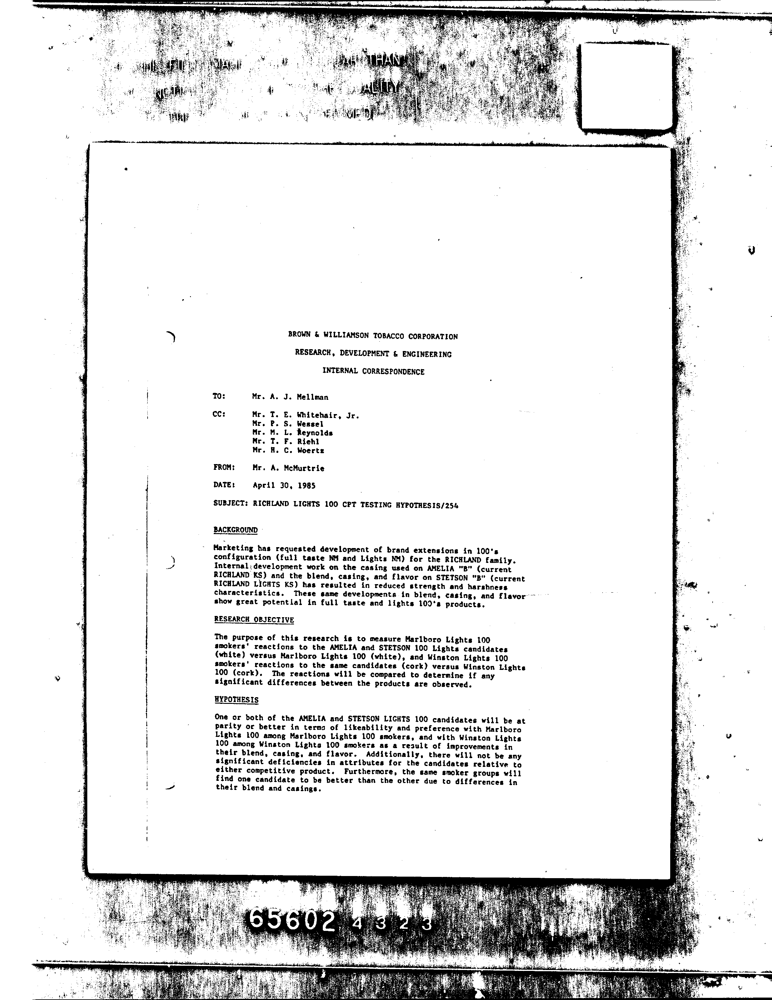 THAN
BROWN & WILLIAMSON TOBACCO CORPORATION
RESEARCH, DEVELOPMENT & ENGINEERING
INTERNAL CORRESPONDENCE
TO: Mr. A. J. Mellman
CC: Mr. T. E. Whitehair, Jr.
Mr. P. S. Wessel
Mr. M. L. Reynolds
Mr. T. F. Riehl
Mr. H. C. Woertz
FROM: Mr. A. McMurtrie
DATE: April 30, 1985
SUBJECT: RICHLAND LIGHTS 100 CPT TESTING HYPOTHESIS/254
BACKGROUND
Marketing has requested development of brand extensions in 100's
configuration (full taste NM and Lights NM) for the RICHLAND family.
Internal development work on the casing used on AMELIA "B" (current
RICHLAND KS) and the blend, casing, and flavor on STETSON "B" (current
RICHLAND LIGHTS KS) has resulted in reduced strength and harshness
characteristics. These same developments in blend, casing, and flavor
show great potential in full taste and lights 100's products.
RESEARCH OBJECTIVE
The purpose of this research is to measure Marlboro Lights 100
smokers' reactions to the AMELIA and STETSON 100 Lights candidates
(white) versus Marlboro Lights 100 (white), and Winston Lights 100
smokers' reactions to the same candidates (cork) versus Winston Lights
100 (cork). The reactions will be compared to determine if any
significant differences between the products are observed.
HYPOTHESIS
One or both of the AMELIA and STETSON LIGHTS 100 candidates will be at
parity or better in terms of likeability and preference with Marlboro
Lights 100 among Marlboro Lights 100 smokers, and with Winston Lights
100 among Winston Lights 100 smokers as a result of improvements in
their blend, casing, and flavor. Additionally, there will not be any
significant deficiencies in attributes for the candidates relative to
either competitive product. Furthermore, the same smoker groups will
find one candidate to be better than the other due to differences in
their blend and casings.
65602 4323